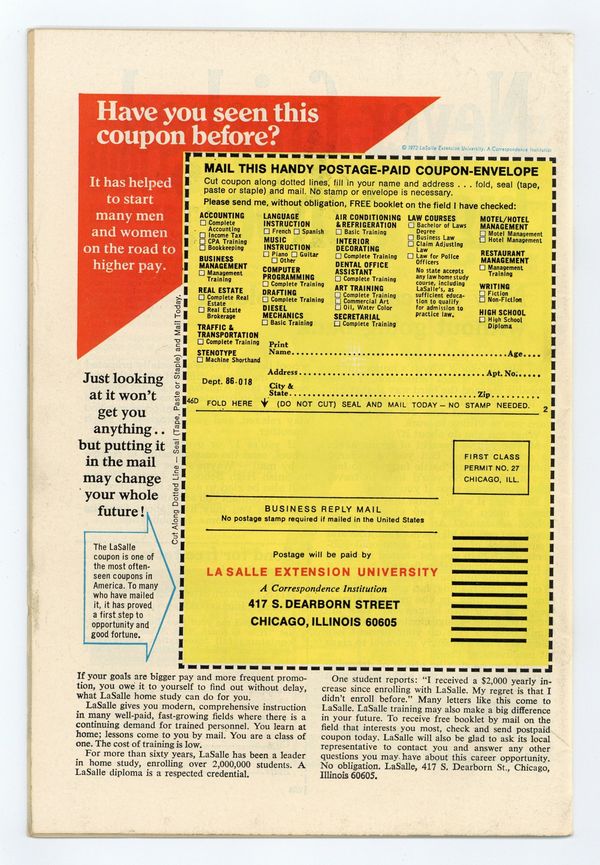 Have you seen this
coupon before?
© 1972 LaSalle Extension University. A Correspondence Institution
It has helped
to start
many men
and women
on the road to
higher pay.
MAIL THIS HANDY POSTAGE-PAID COUPON-ENVELOPE
Cut coupon along dotted lines, fill in your name and address . . . fold, seal (tape,
paste or staple) and mail. No stamp or envelope is necessary.
Please send me, without obligation, FREE booklet on the field I have checked:
ACCOUNTING
Complete
Accounting
Income Tax
CPA Training
Bookkeeping
BUSINESS
MANAGEMENT
Management
Training
REAL ESTATE
Complete Real
Estate
Real Estate
Brokerage
TRAFFIC &
TRANSPORTATION
Complete Training
STENOTYPE
Machine Shorthand
LANGUAGE
INSTRUCTION
French Spanish
MUSIC
INSTRUCTION
Piano Guitar
Other
COMPUTER
PROGRAMMING
Complete Training
DRAFTING
Complete Training
DIESEL
MECHANICS
Basic Training
AIR CONDITIONING
& REFRIGERATION
Basic Training
INTERIOR
DECORATING
Complete Training
DENTAL OFFICE
ASSISTANT
Complete Training
ART TRAINING
Complete Training
Commercial Art
Oil, Water Color
SECRETARIAL
Complete Training
LAW COURSES
Bachelor of Laws
Degree
Business Law
Claim Adjusting
Law
Law for Police
Officers
No state accepts
any law home study
course, including
LaSalle's, as
sufficient educa-
tion to qualify
for admission to
practice law.
MOTEL/HOTEL
MANAGEMENT
Motel Management
Hotel Management
RESTAURANT
MANAGEMENT
Management
Training
WRITING
Fiction
Non-Fiction
HIGH SCHOOL
High School
Diploma
Print
Name Age
Address Apt. No.
Dept. 86-018
City &
State Zip
46D FOLD HERE (DO NOT CUT) SEAL AND MAIL TODAY — NO STAMP NEEDED. 2
Cut Along Dotted Line — Seal (Tape, Paste or Staple) and Mail Today.
Just looking
at it won't
get you
anything . .
but putting it
in the mail
may change
your whole
future!
The LaSalle
coupon is one of
the most often-
seen coupons in
America. To many
who have mailed
it, it has proved
a first step to
opportunity and
good fortune.
FIRST CLASS
PERMIT NO. 27
CHICAGO, ILL.
BUSINESS REPLY MAIL
No postage stamp required if mailed in the United States
Postage will be paid by
LA SALLE EXTENSION UNIVERSITY
A Correspondence Institution
417 S. DEARBORN STREET
CHICAGO, ILLINOIS 60605
If your goals are bigger pay and more frequent promo-
tion, you owe it to yourself to find out without delay,
what LaSalle home study can do for you.
LaSalle gives you modern, comprehensive instruction
in many well-paid, fast-growing fields where there is a
continuing demand for trained personnel. You learn at
home; lessons come to you by mail. You are a class of
one. The cost of training is low.
For more than sixty years, LaSalle has been a leader
in home study, enrolling over 2,000,000 students. A
LaSalle diploma is a respected credential.
One student reports: "I received a $2,000 yearly in-
crease since enrolling with LaSalle. My regret is that I
didn't enroll before." Many letters like this come to
LaSalle. LaSalle training may also make a big difference
in your future. To receive free booklet by mail on the
field that interests you most, check and send postpaid
coupon today. LaSalle will also be glad to ask its local
representative to contact you and answer any other
questions you may have about this career opportunity.
No obligation. LaSalle, 417 S. Dearborn St., Chicago,
Illinois 60605.